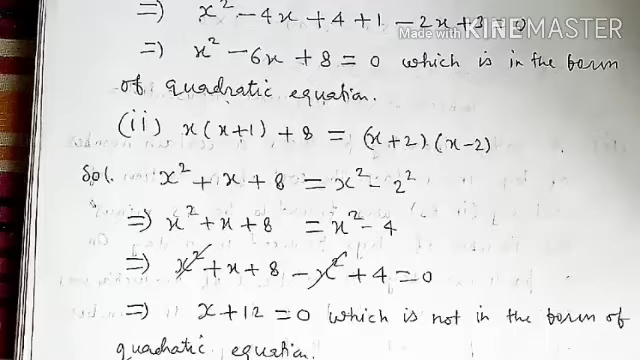 =) x² - 4x + 4 + 1 - 2x + 3 = 0
Made with KINEMASTER
=) x² - 6x + 8 = 0 which is in the form
of quadratic equation.
(ii) x(x+1) + 8 = (x+2) (x-2)
Sol. x² + x + 8 = x² - 2²
=) x² + x + 8 = x² - 4
=) x² + x + 8 - x² + 4 = 0
=) x + 12 = 0 which is not in the form of
quadratic equation.